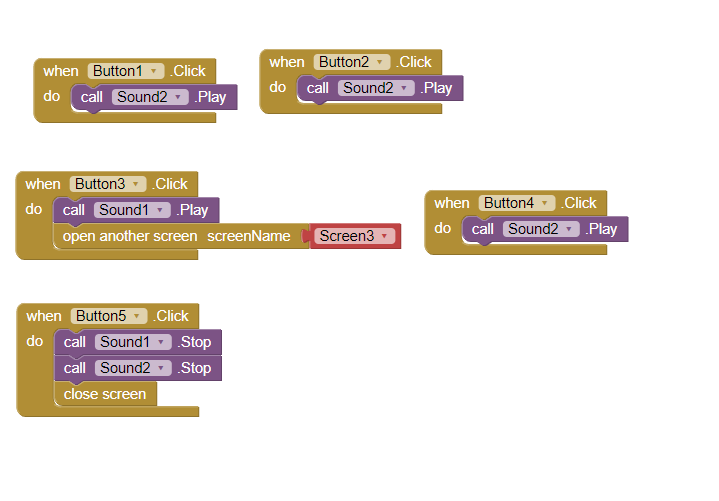 when Button1 .Click
do call Sound2 .Play
when Button2 .Click
do call Sound2 .Play
when Button3 .Click
do call Sound1 .Play
open another screen screenName Screen3
when Button4 .Click
do call Sound2 .Play
when Button5 .Click
do call Sound1 .Stop
call Sound2 .Stop
close screen